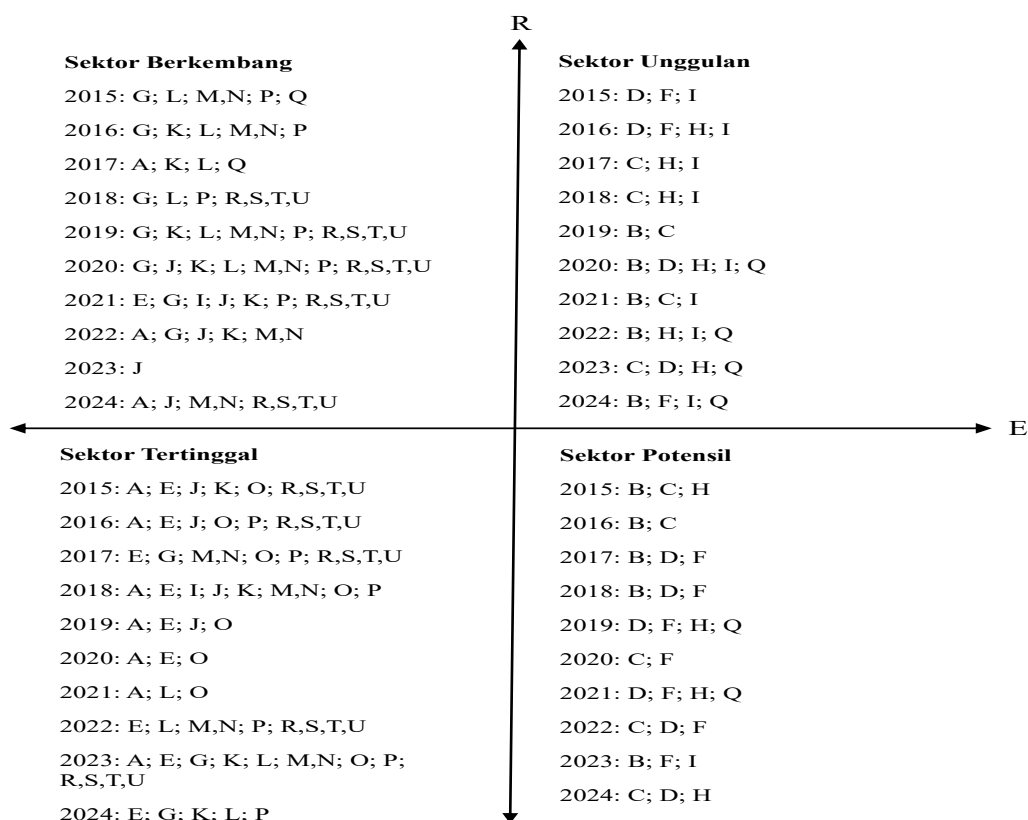 R
Sektor Berkembang
2015: G; L; M,N; P; Q
2016: G; K; L; M,N; P
2017: A; K; L; Q
2018: G; L; P; R,S,T,U
2019: G; K; L; M,N; P; R,S,T,U
2020: G; J; K; L; M,N; P; R,S,T,U
2021: E; G; I; J; K; P; R,S,T,U
2022: A; G; J; K; M,N
2023: J
2024: A; J; M,N; R,S,T,U
Sektor Unggulan
2015: D; F; I
2016: D; F; H; I
2017: C; H; I
2018: C; H; I
2019: B; C
2020: B; D; H; I; Q
2021: B; C; I
2022: B; H; I; Q
2023: C; D; H; Q
2024: B; F; I; Q
E
Sektor Tertinggal
2015: A; E; J; K; O; R,S,T,U
2016: A; E; J; O; P; R,S,T,U
2017: E; G; M,N; O; P; R,S,T,U
2018: A; E; I; J; K; M,N; O; P
2019: A; E; J; O
2020: A; E; O
2021: A; L; O
2022: E; L; M,N; P; R,S,T,U
2023: A; E; G; K; L; M,N; O; P;
R,S,T,U
2024: E; G; K; L; P
Sektor Potensil
2015: B; C; H
2016: B; C
2017: B; D; F
2018: B; D; F
2019: D; F; H; Q
2020: C; F
2021: D; F; H; Q
2022: C; D; F
2023: B; F; I
2024: C; D; H